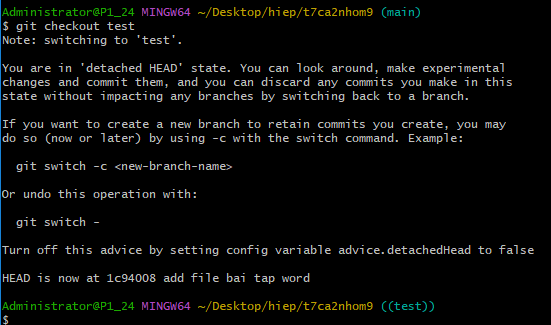 Administrator@P1_24 MINGW64 ~/Desktop/hiep/t7ca2nhom9 (main)
$ git checkout test
Note: switching to 'test'.
You are in 'detached HEAD' state. You can look around, make experimental
changes and commit them, and you can discard any commits you make in this
state without impacting any branches by switching back to a branch.
If you want to create a new branch to retain commits you create, you may
do so (now or later) by using -c with the switch command. Example:
git switch -c <new-branch-name>
Or undo this operation with:
git switch -
Turn off this advice by setting config variable advice.detachedHead to false
HEAD is now at 1c94008 add file bai tap word
Administrator@P1_24 MINGW64 ~/Desktop/hiep/t7ca2nhom9 ((test))
$